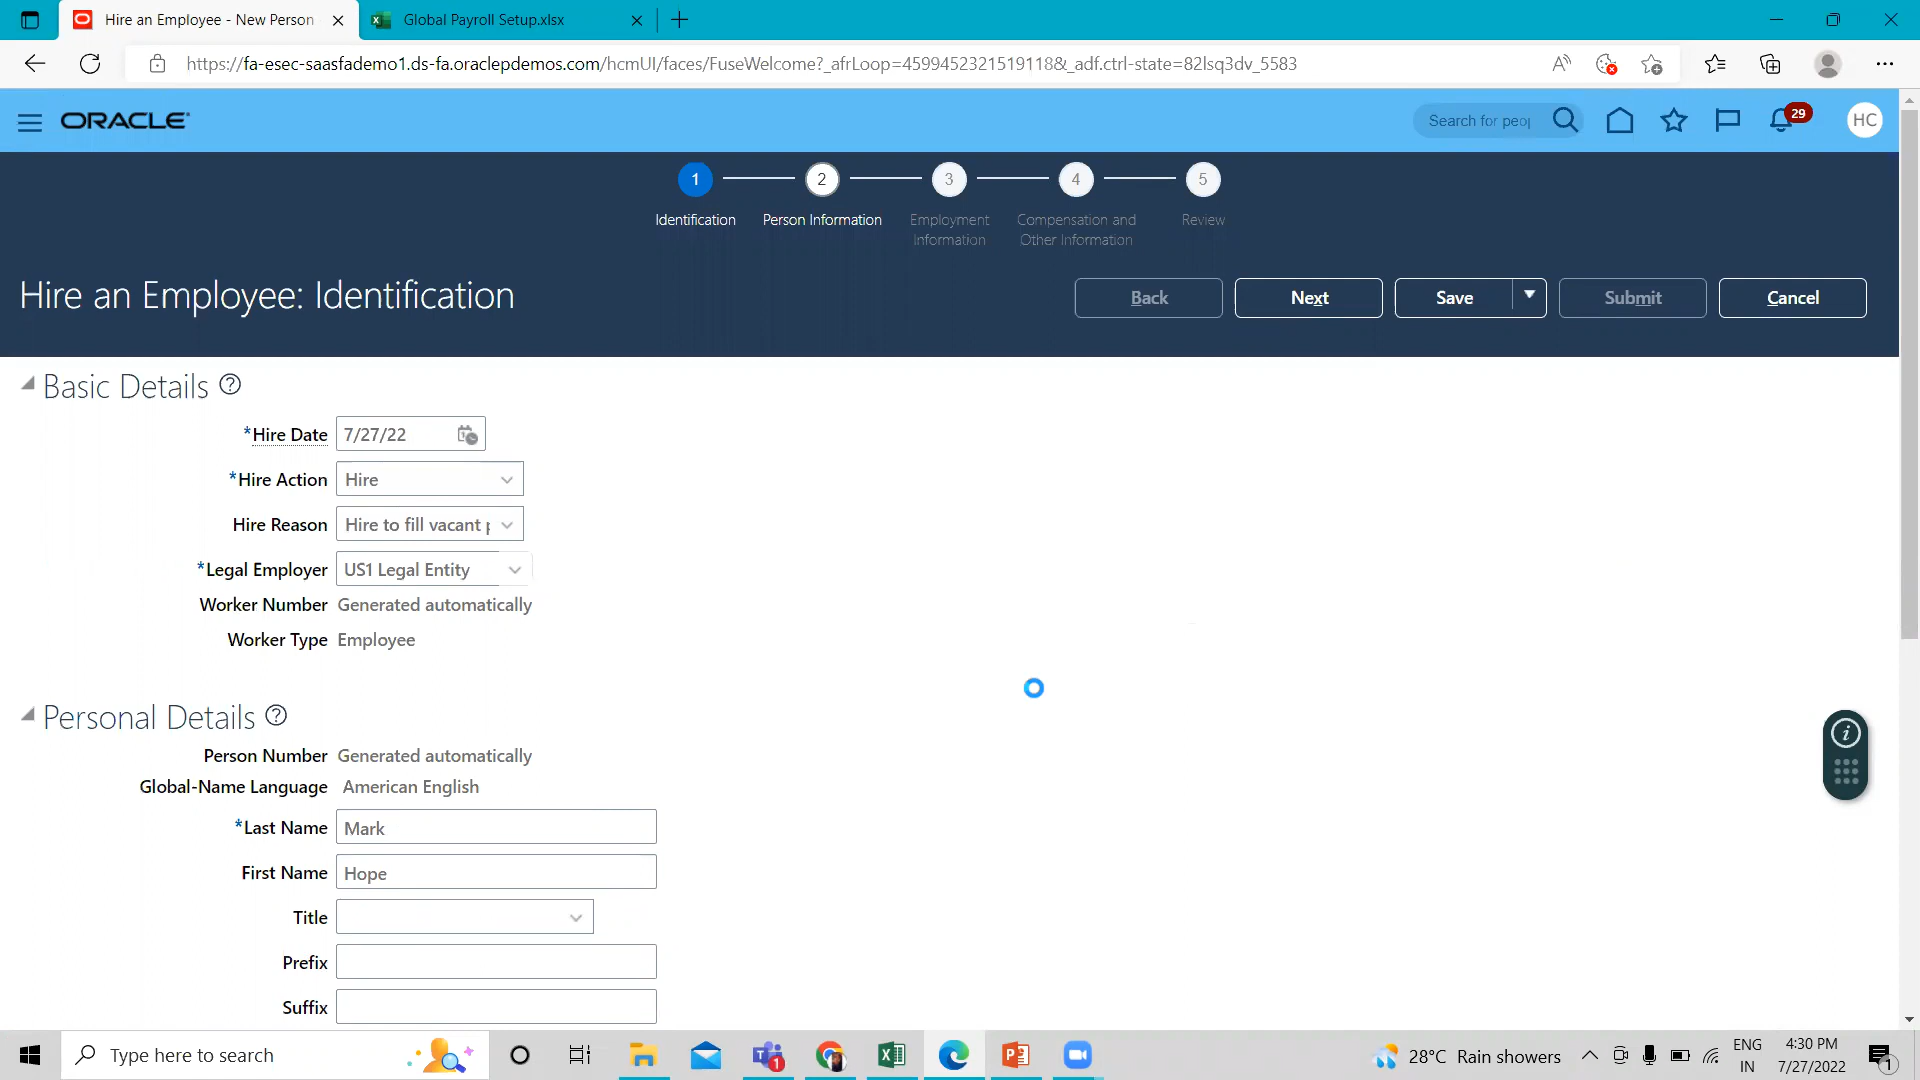 Hire an Employee - New Person
Global Payroll Setup.xlsx
https://fa-esec-saasfademo1.ds-fa.oraclepdemos.com/hcmUI/faces/FuseWelcome?_afrLoop=4599452321519118&_adf.ctrl-state=82lsq3dv_5583
ORACLE
Search for peop
29
HC
1 2 3 4 5
Identification Person Information Employment Information Compensation and Other Information Review
Hire an Employee: Identification
Back Next Save Submit Cancel
Basic Details
*Hire Date 7/27/22
*Hire Action Hire
Hire Reason Hire to fill vacant p
*Legal Employer US1 Legal Entity
Worker Number Generated automatically
Worker Type Employee
Personal Details
Person Number Generated automatically
Global-Name Language American English
*Last Name Mark
First Name Hope
Title
Prefix
Suffix
Type here to search
1
28°C Rain showers
ENG
IN
4:30 PM
7/27/2022
1